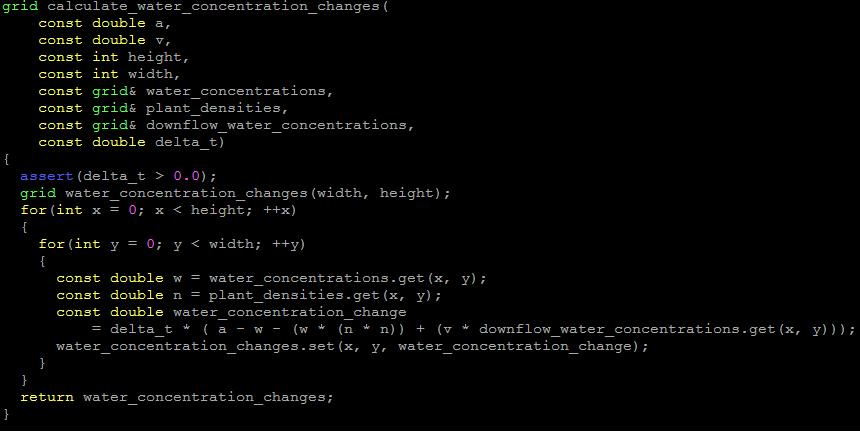 grid calculate_water_concentration_changes(
    const double a,
    const double v,
    const int height,
    const int width,
    const grid& water_concentrations,
    const grid& plant_densities,
    const grid& downflow_water_concentrations,
    const double delta_t)
{
  assert(delta_t > 0.0);
  grid water_concentration_changes(width, height);
  for(int x = 0; x < height; ++x)
  {
    for(int y = 0; y < width; ++y)
    {
      const double w = water_concentrations.get(x, y);
      const double n = plant_densities.get(x, y);
      const double water_concentration_change
          = delta_t * ( a - w - (w * (n * n)) + (v * downflow_water_concentrations.get(x, y)));
      water_concentration_changes.set(x, y, water_concentration_change);
    }
  }
  return water_concentration_changes;
}